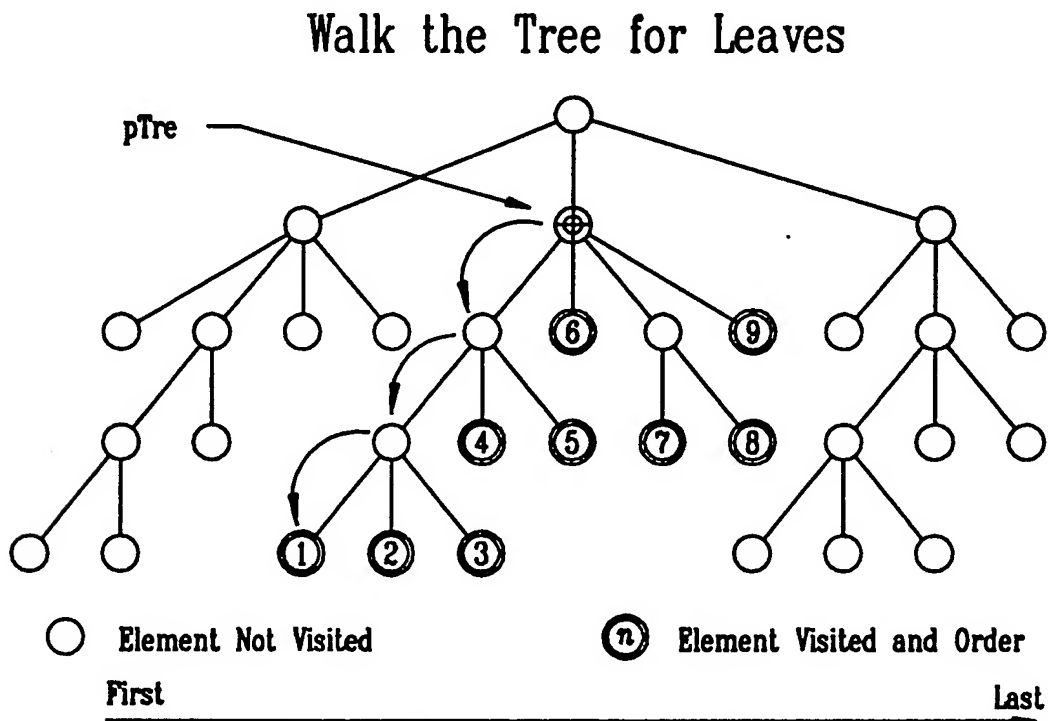 Walk the Tree for Leaves
pTre
6
9
4
5
7
8
1
2
3
Element Not Visited
n Element Visited and Order
First
Last